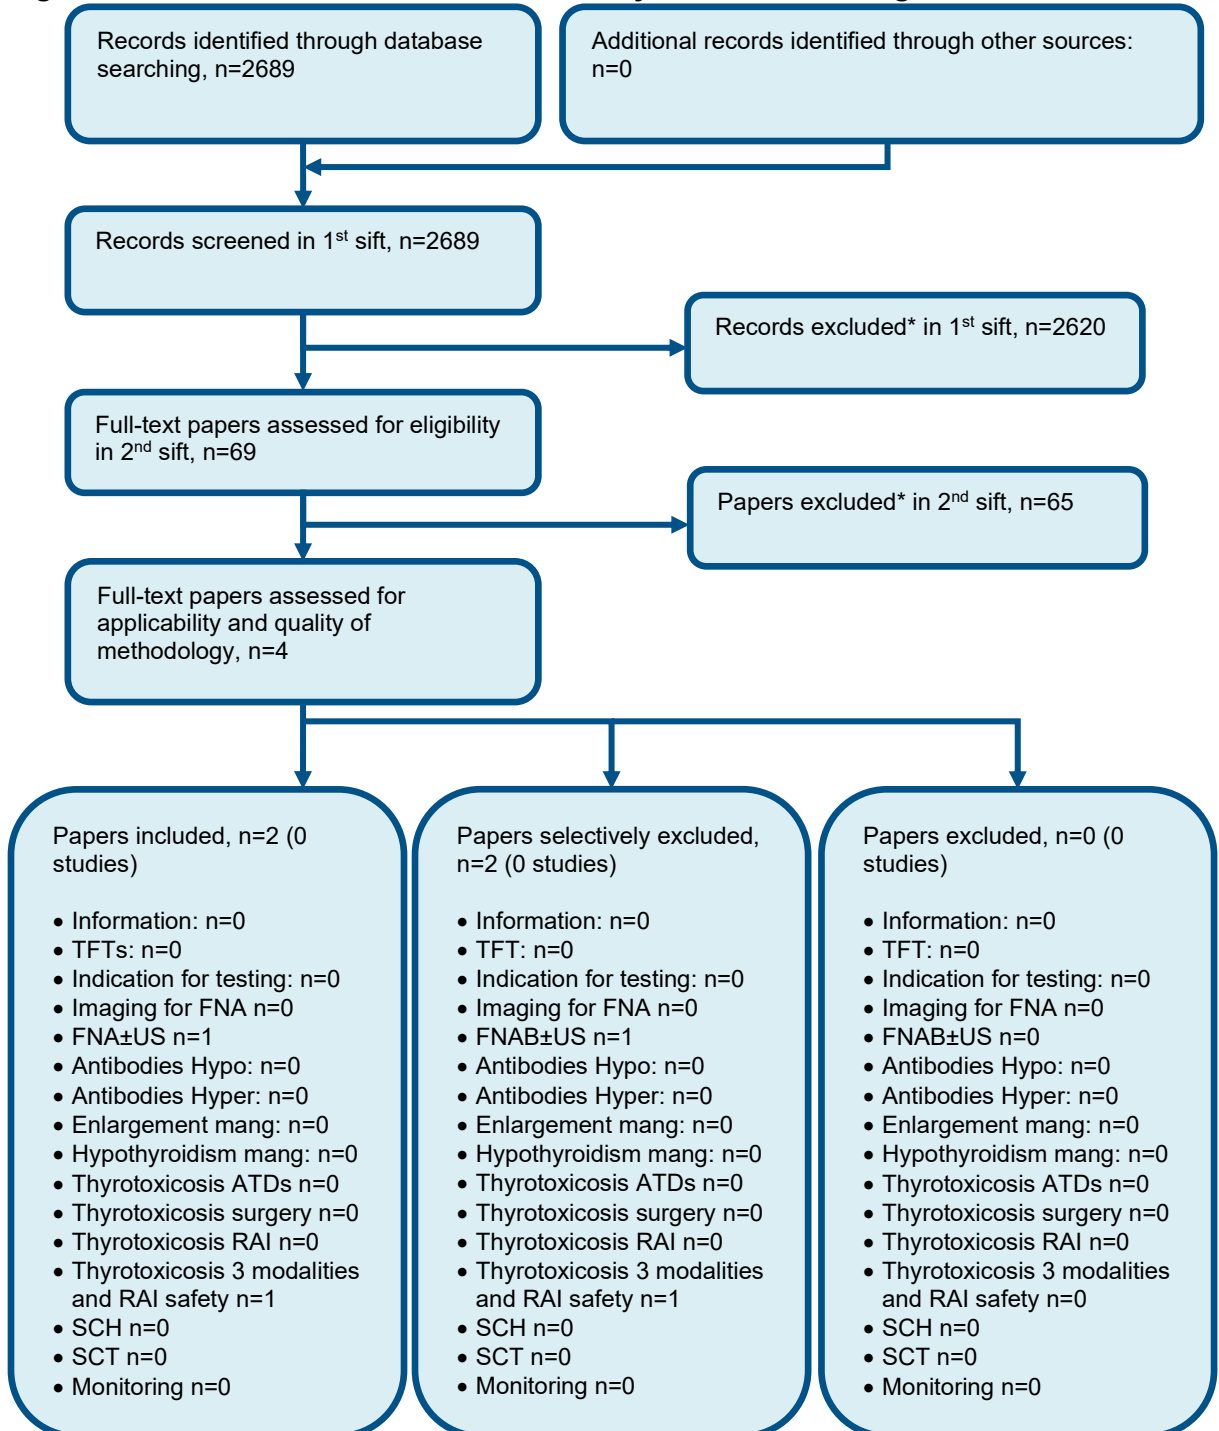 Records identified through database
searching, n=2689
Additional records identified through other sources:
n=0
Records screened in 1st sift, n=2689
Records excluded* in 1st sift, n=2620
Full-text papers assessed for eligibility
in 2nd sift, n=69
Papers excluded* in 2nd sift, n=65
Full-text papers assessed for
applicability and quality of
methodology, n=4
Papers included, n=2 (0
studies)
• Information: n=0
• TFTs: n=0
• Indication for testing: n=0
• Imaging for FNA n=0
• FNA±US n=1
• Antibodies Hypo: n=0
• Antibodies Hyper: n=0
• Enlargement mang: n=0
• Hypothyroidism mang: n=0
• Thyrotoxicosis ATDs n=0
• Thyrotoxicosis surgery n=0
• Thyrotoxicosis RAI n=0
• Thyrotoxicosis 3 modalities
and RAI safety n=1
• SCH n=0
• SCT n=0
• Monitoring n=0
Papers selectively excluded,
n=2 (0 studies)
• Information: n=0
• TFT: n=0
• Indication for testing: n=0
• Imaging for FNA n=0
• FNAB±US n=1
• Antibodies Hypo: n=0
• Antibodies Hyper: n=0
• Enlargement mang: n=0
• Hypothyroidism mang: n=0
• Thyrotoxicosis ATDs n=0
• Thyrotoxicosis surgery n=0
• Thyrotoxicosis RAI n=0
• Thyrotoxicosis 3 modalities
and RAI safety n=1
• SCH n=0
• SCT n=0
• Monitoring n=0
Papers excluded, n=0 (0
studies)
• Information: n=0
• TFT: n=0
• Indication for testing: n=0
• Imaging for FNA n=0
• FNAB±US n=0
• Antibodies Hypo: n=0
• Antibodies Hyper: n=0
• Enlargement mang: n=0
• Hypothyroidism mang: n=0
• Thyrotoxicosis ATDs n=0
• Thyrotoxicosis surgery n=0
• Thyrotoxicosis RAI n=0
• Thyrotoxicosis 3 modalities
and RAI safety n=0
• SCH n=0
• SCT n=0
• Monitoring n=0